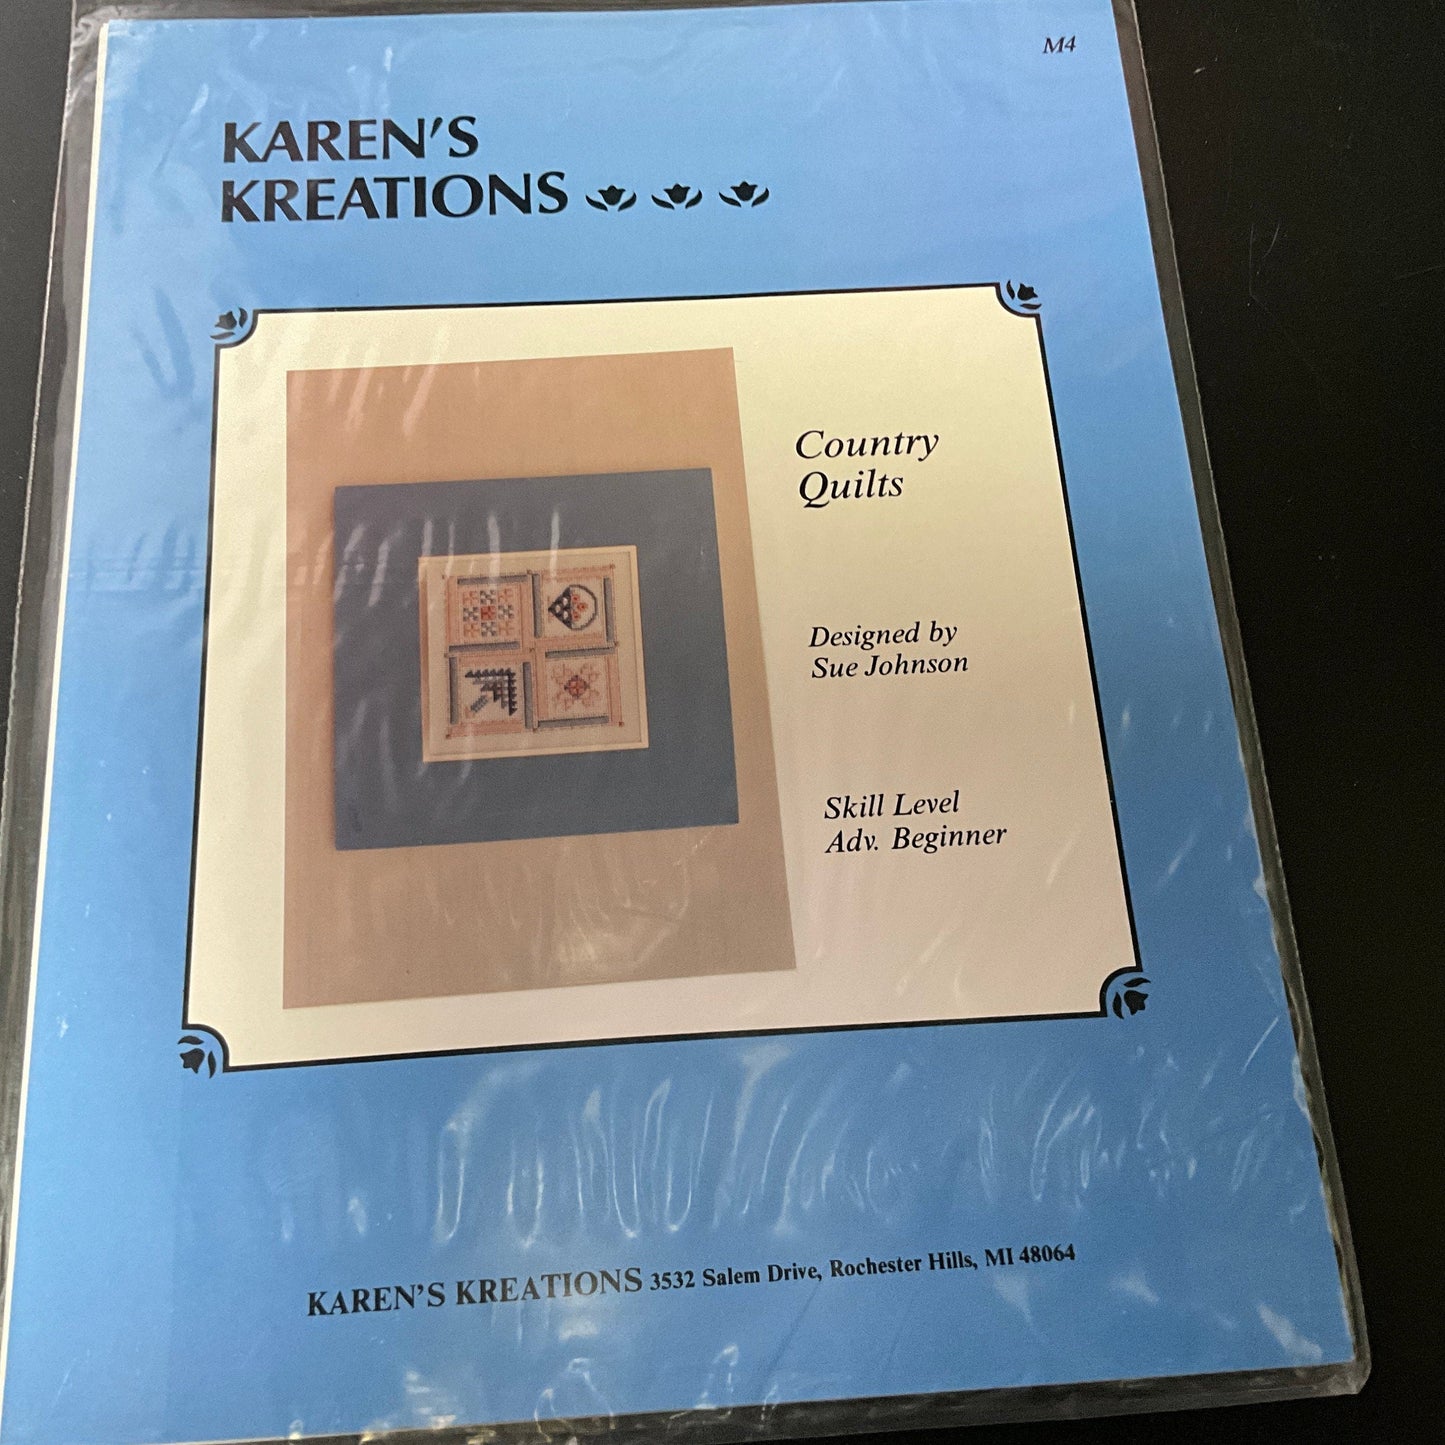 M4
KAREN'S
KREATIONS
Country
Quilts
Designed by
Sue Johnson
Skill Level
Adv. Beginner
KAREN'S KREATIONS 3532 Salem Drive, Rochester Hills, MI 48064